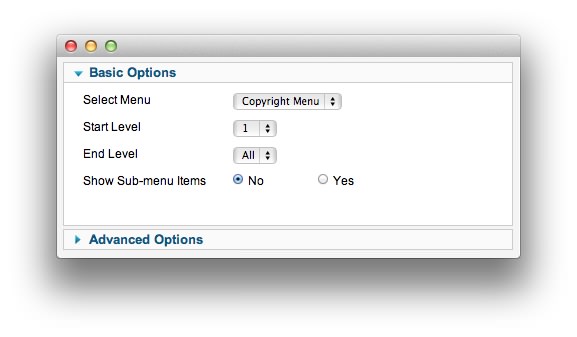 Basic Options
Select Menu Copyright Menu
Start Level 1
End Level All
Show Sub-menu Items No Yes
Advanced Options